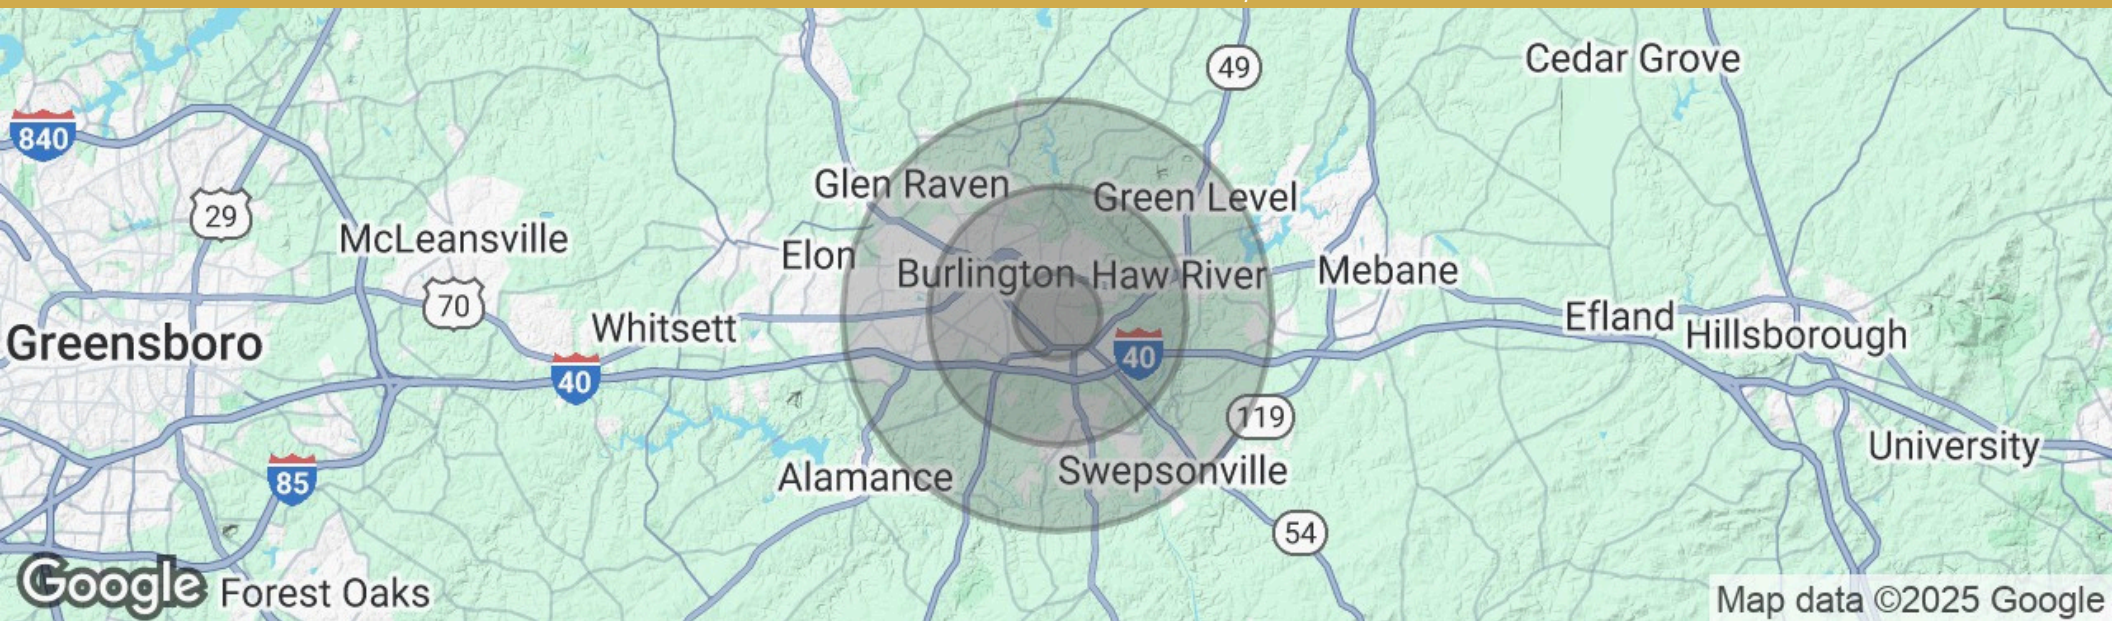 49
Cedar Grove
840
Glen Raven
Green Level
29
McLeansville
Elon
Burlington
Haw River
Mebane
70
Whitsett
Efland
Hillsborough
Greensboro
40
40
119
University
Alamance
Swepsonville
85
54
Google
Forest Oaks
Map data ©2025 Google